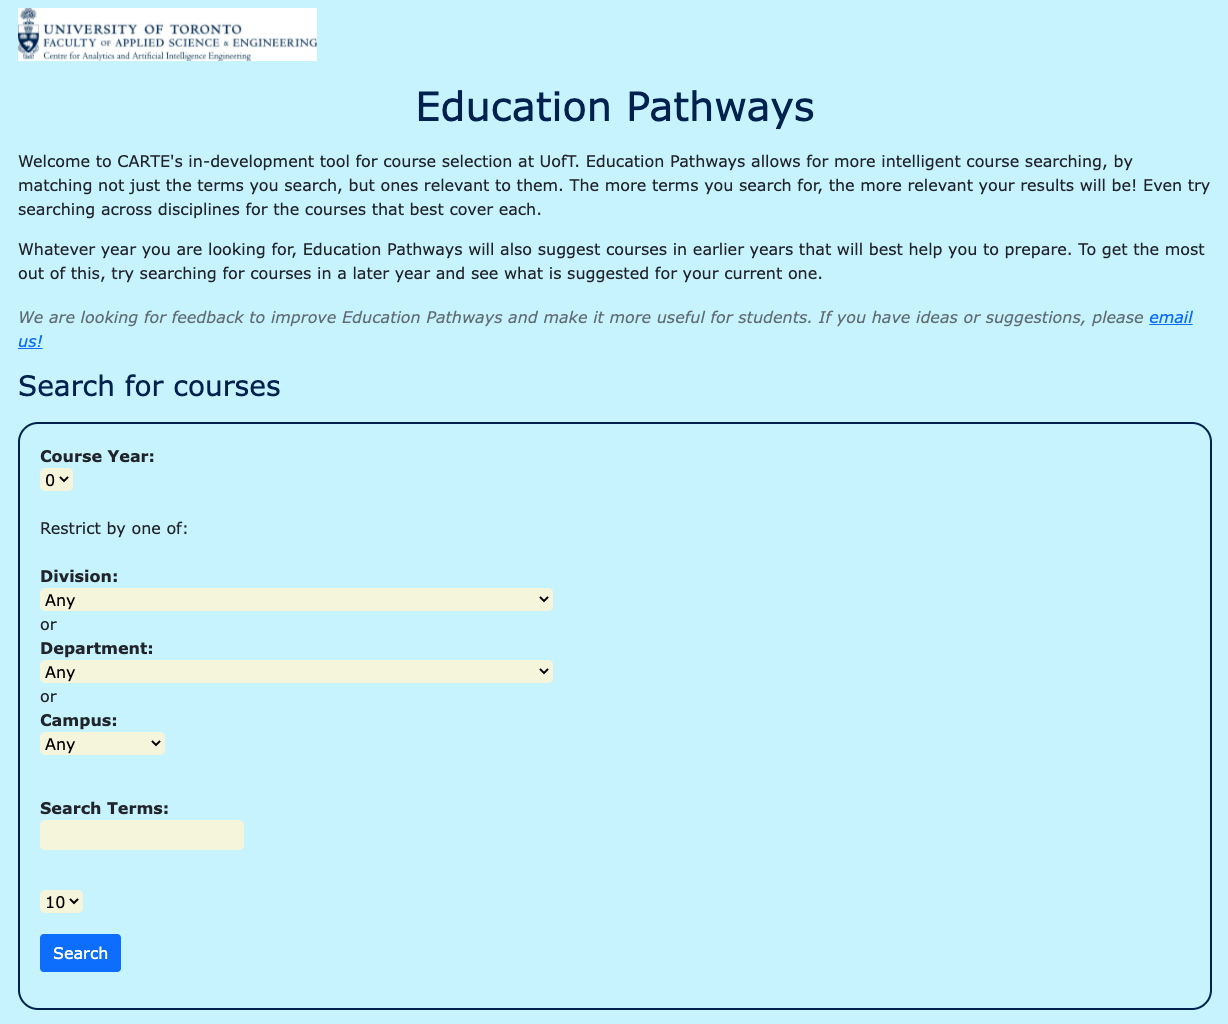 UNIVERSITY OF TORONTO
FACULTY OF APPLIED SCIENCE & ENGINEERING
Centre for Analytics and Artificial Intelligence Engineering
Education Pathways
Welcome to CARTE's in-development tool for course selection at UofT. Education Pathways allows for more intelligent course searching, by
matching not just the terms you search, but ones relevant to them. The more terms you search for, the more relevant your results will be! Even try
searching across disciplines for the courses that best cover each.
Whatever year you are looking for, Education Pathways will also suggest courses in earlier years that will best help you to prepare. To get the most
out of this, try searching for courses in a later year and see what is suggested for your current one.
We are looking for feedback to improve Education Pathways and make it more useful for students. If you have ideas or suggestions, please email
us!
Search for courses
Course Year:
0
Restrict by one of:
Division:
Any
or
Department:
Any
or
Campus:
Any
Search Terms:
10
Search